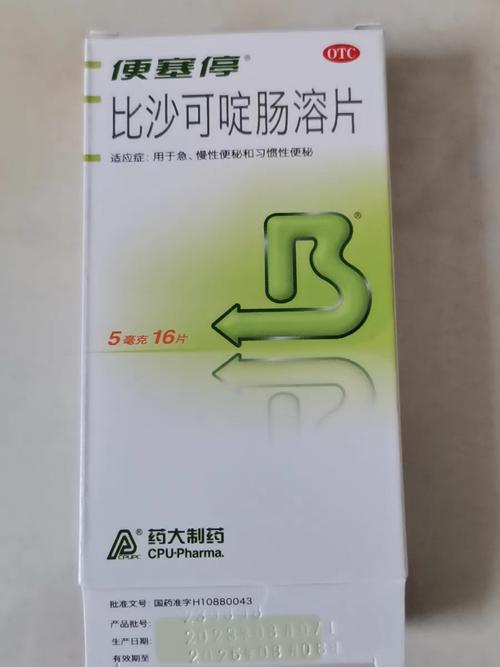 便塞停®
OTC
比沙可啶肠溶片
适应症：用于急、慢性便秘和习惯性便秘
®
5毫克 16片
药大制药
CPU-Pharma.
CPUPC
批准文号：国药准字H10880043
产品批号：
生产日期：
有效期至